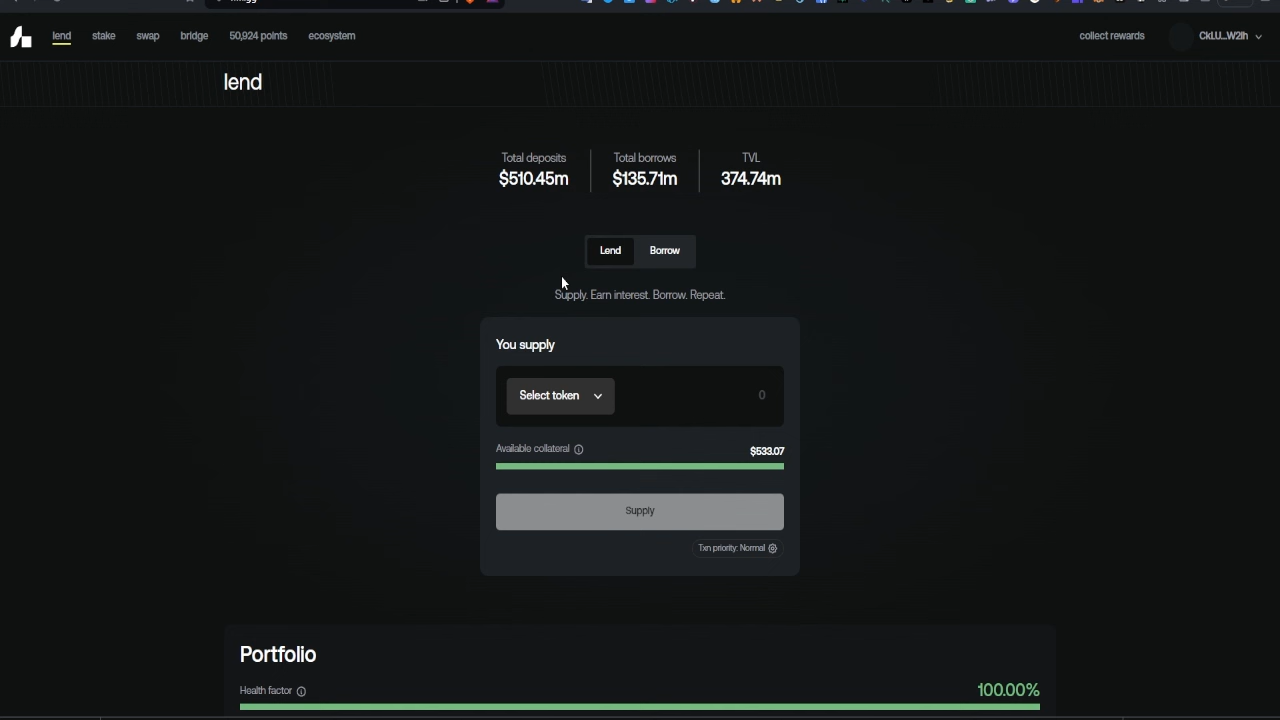 lend stake swap bridge 50,924 points ecosystem collect rewards
lend
Total deposits Total borrows TVL
$510.45m $135.71m 374.74m
Lend Borrow
Supply. Earn interest. Borrow. Repeat.
You supply
Select token 0
Available collateral $533.07
Supply
Txn priority: Normal
Portfolio
Health factor 100.00%